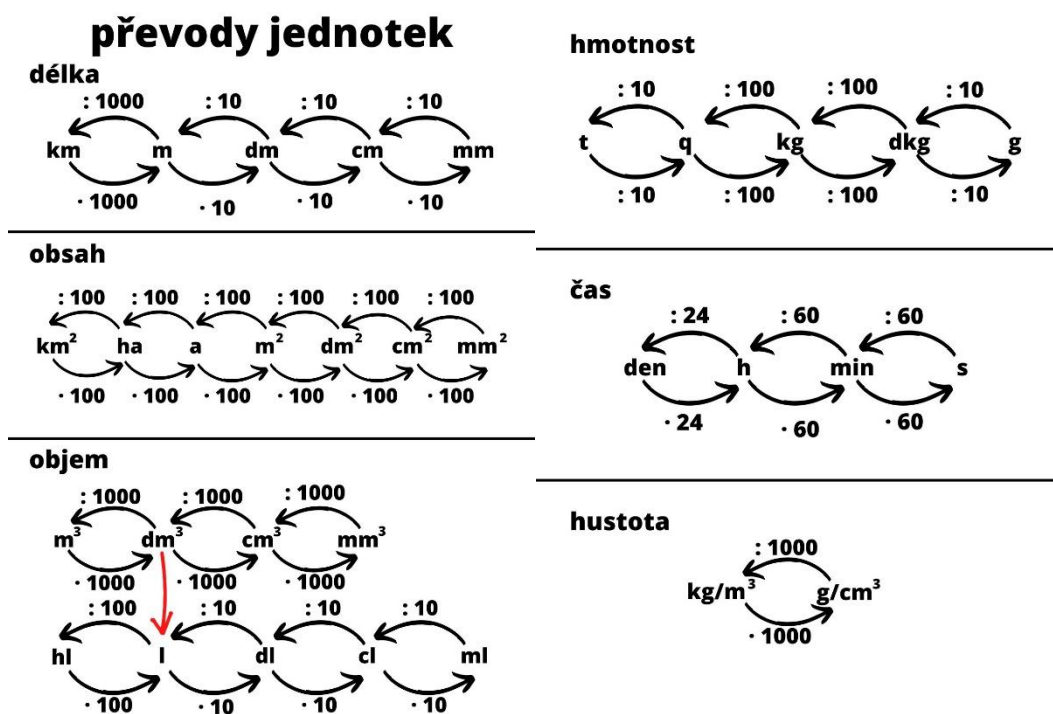 převody jednotek
délka
: 1000 : 10 : 10 : 10
km m dm cm mm
· 1000 · 10 · 10 · 10
obsah
: 100 : 100 : 100 : 100 : 100 : 100
km² ha a m² dm² cm² mm²
· 100 · 100 · 100 · 100 · 100 · 100
objem
: 1000 : 1000 : 1000
m³ dm³ cm³ mm³
· 1000 · 1000 · 1000
: 100 : 10 : 10 : 10
hl l dl cl ml
· 100 · 10 · 10 · 10
hmotnost
: 10 : 100 : 100 : 10
t q kg dkg g
: 10 : 100 : 100 : 10
čas
: 24 : 60 : 60
den h min s
· 24 · 60 · 60
hustota
: 1000
kg/m³ g/cm³
· 1000